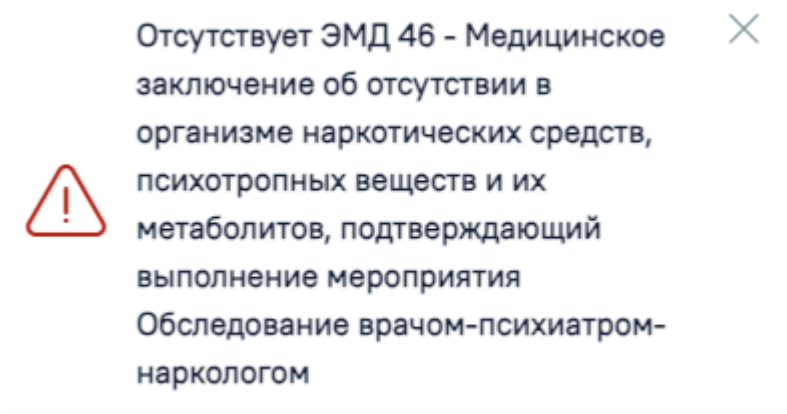 Отсутствует ЭМД 46 - Медицинское
заключение об отсутствии в
организме наркотических средств,
психотропных веществ и их
метаболитов, подтверждающий
выполнение мероприятия
Обследование врачом-психиатром-
наркологом